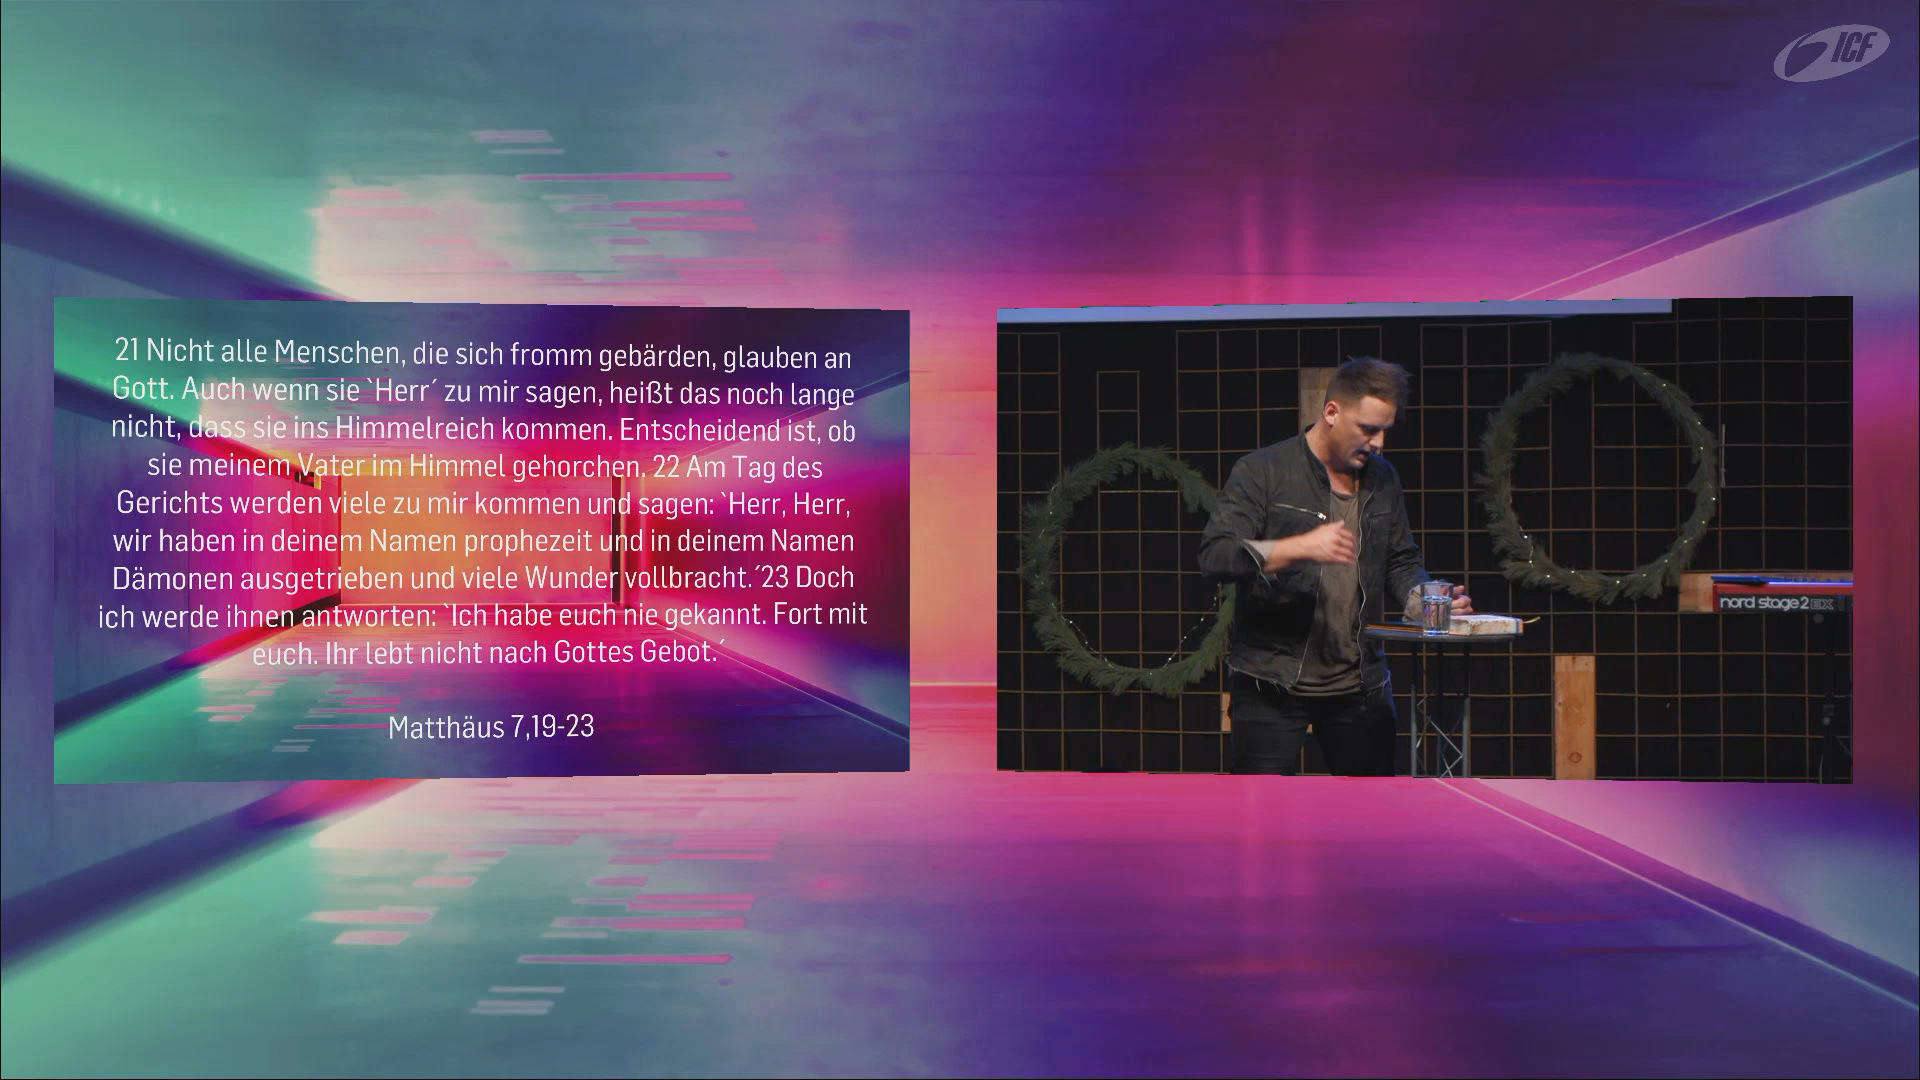 ICF
21 Nicht alle Menschen, die sich fromm gebärden, glauben an
Gott. Auch wenn sie `Herr´ zu mir sagen, heißt das noch lange
nicht, dass sie ins Himmelreich kommen. Entscheidend ist, ob
sie meinem Vater im Himmel gehorchen. 22 Am Tag des
Gerichts werden viele zu mir kommen und sagen: `Herr, Herr,
wir haben in deinem Namen prophezeit und in deinem Namen
Dämonen ausgetrieben und viele Wunder vollbracht.´23 Doch
ich werde ihnen antworten: `Ich habe euch nie gekannt. Fort mit
euch. Ihr lebt nicht nach Gottes Gebot.´
Matthäus 7,19-23
nord stage 2 EX